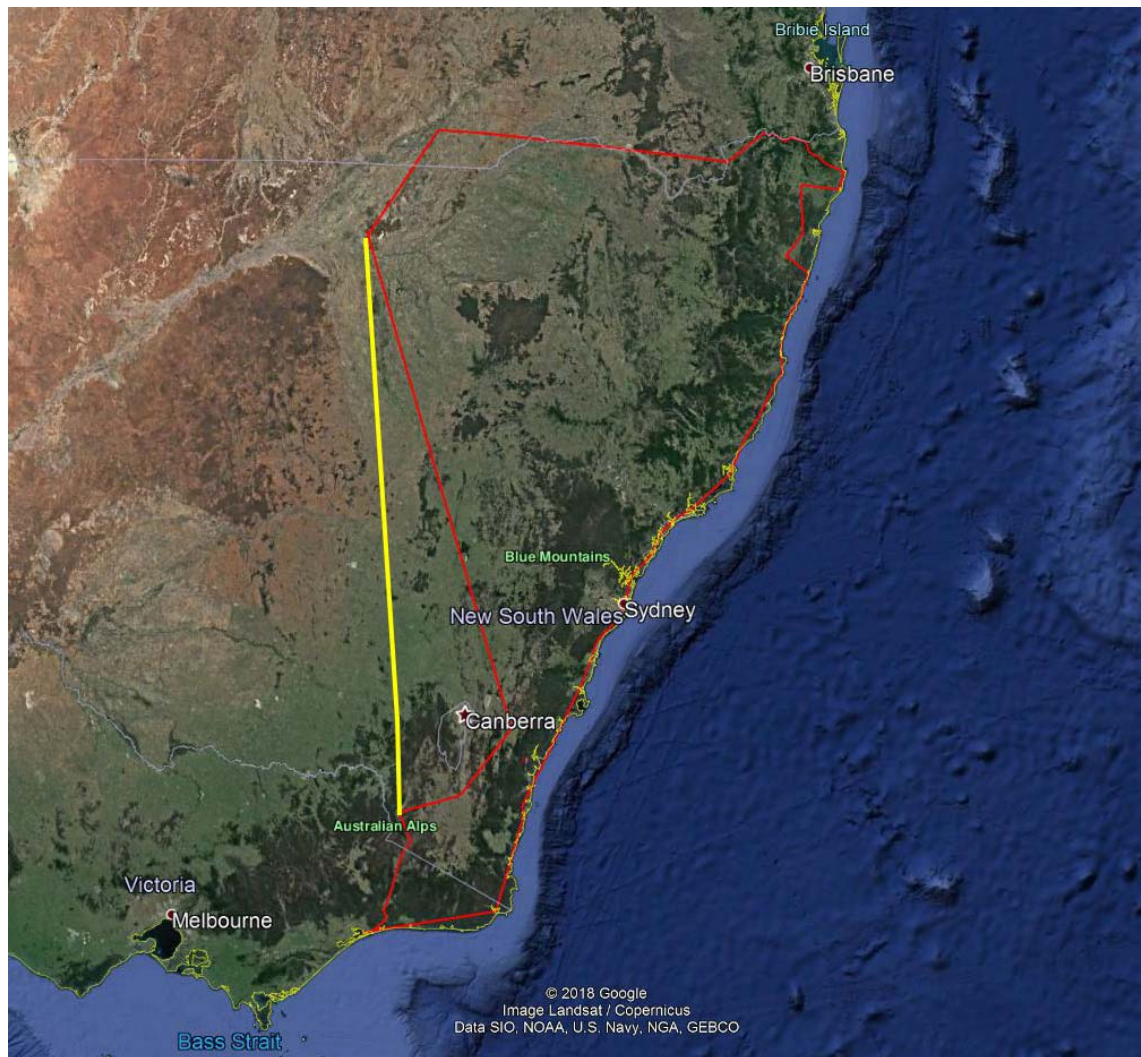 Bribie Island
Brisbane
Blue Mountains
New South Wales
Sydney
Canberra
Australian Alps
Victoria
Melbourne
© 2018 Google
Image Landsat / Copernicus
Data SIO, NOAA, U.S. Navy, NGA, GEBCO
Bass Strait